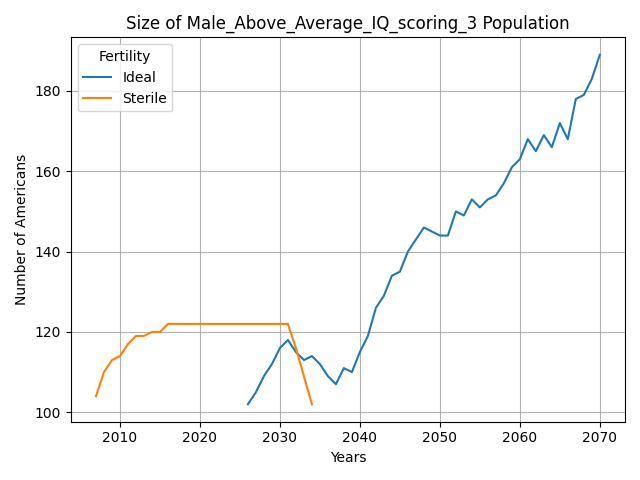 Size of Male_Above_Average_IQ_scoring_3 Population
Fertility
Ideal
Sterile
Number of Americans
180
160
140
120
100
2010 2020 2030 2040 2050 2060 2070
Years